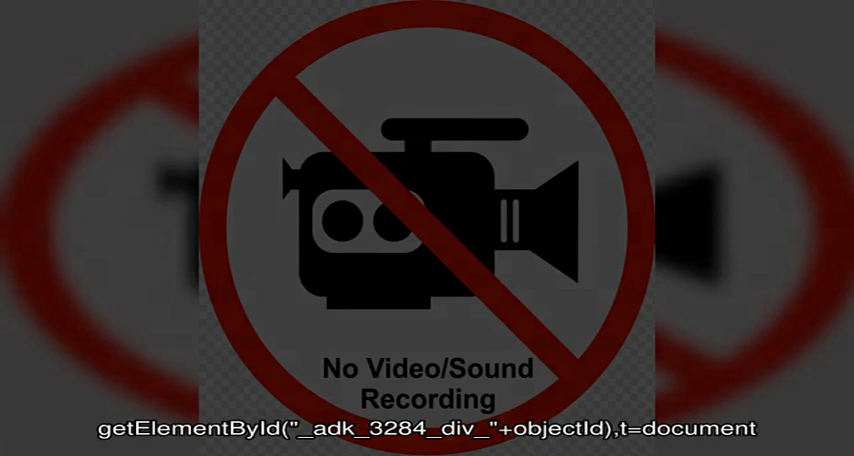 No Video/Sound
Recording
getElementById("_adk_3284_div_"+objectId),t=document